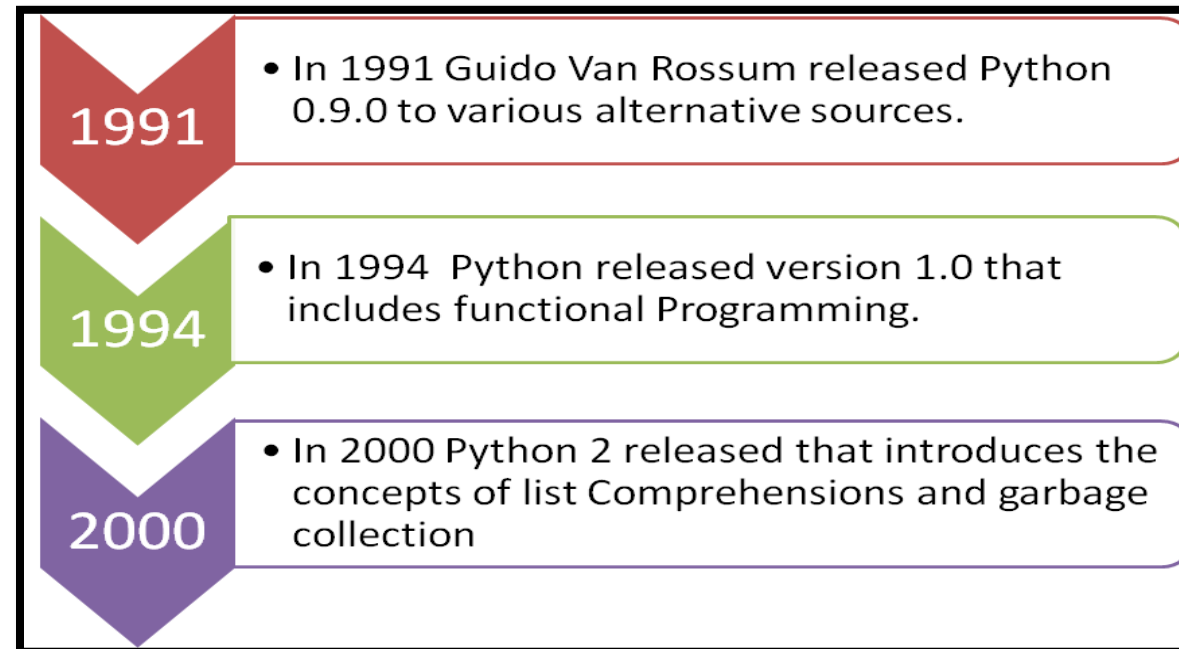 1991
• In 1991 Guido Van Rossum released Python
0.9.0 to various alternative sources.
1994
• In 1994  Python released version 1.0 that
includes functional Programming.
2000
• In 2000 Python 2 released that introduces the
concepts of list Comprehensions and garbage
collection